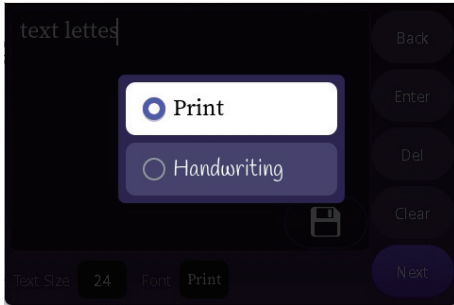 text lettes
Back
Print
Enter
Handwriting
Del
Clear
Text Size 24 Font Print
Next